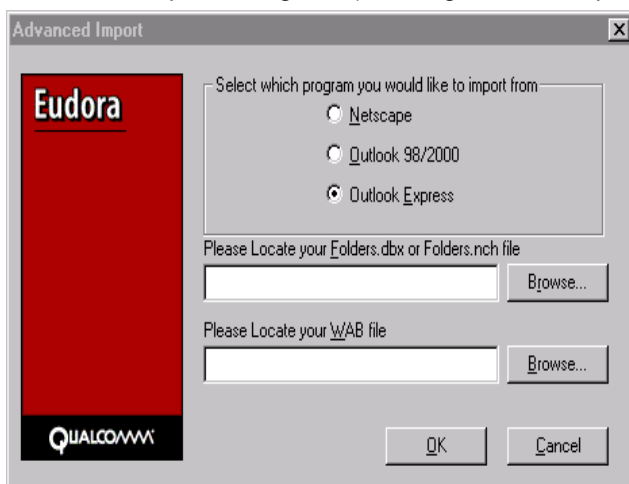 Advanced Import
Eudora
Select which program you would like to import from
Netscape
Outlook 98/2000
Outlook Express
Please Locate your Folders.dbx or Folders.nch file
Browse...
Please Locate your WAB file
Browse...
QUALCOMM
OK
Cancel